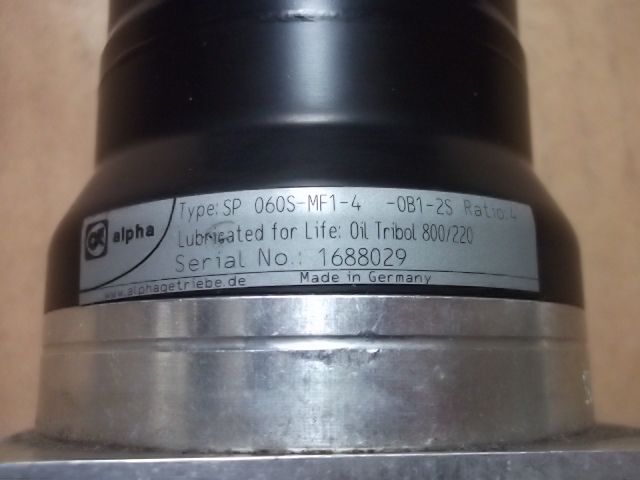 alpha
Type: SP 060S-MF1-4 -0B1-2S Ratio: 4
Lubricated for Life: Oil Tribol 800/220
Serial No.: 1688029
www.alphagetriebe.de Made in Germany